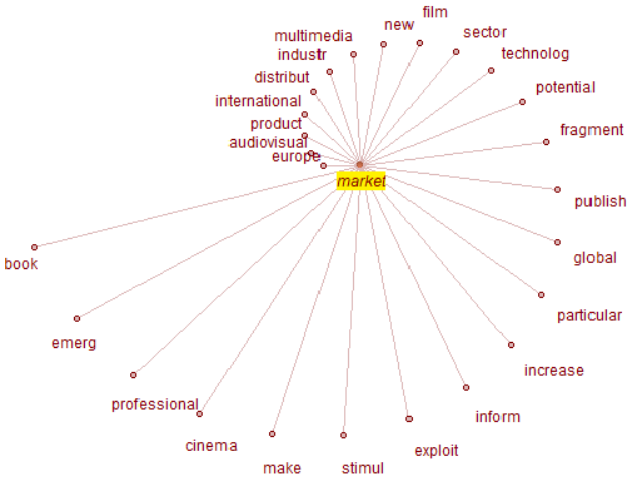 film
new
sector
multimedia
industr
technolog
distribut
potential
international
product
fragment
audiovisual
europe
market
publish
global
book
particular
emerg
increase
professional
inform
cinema
exploit
make
stimul